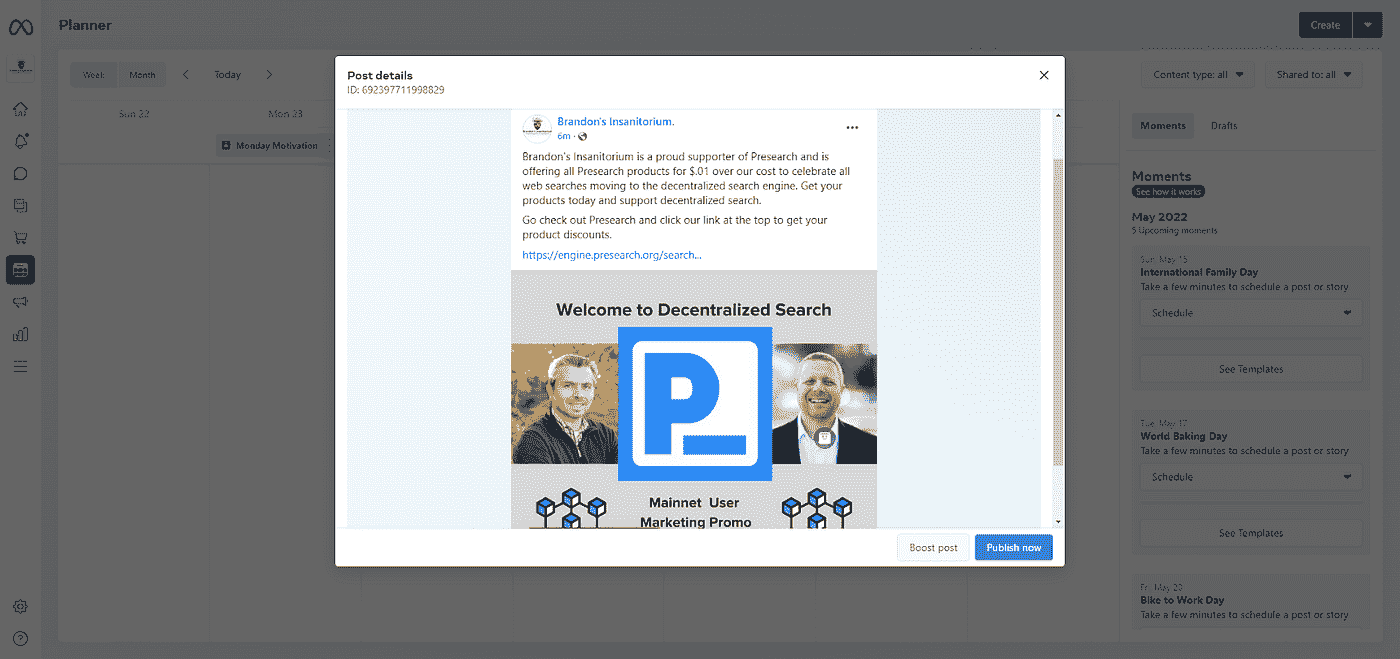 Planner
Create
Week
Month
Today
Content type: all
Shared to: all
Sun 22
Mon 23
Monday Motivation
Post details
ID: 692397711998829
Brandon's Insanitorium.
6m
Brandon's Insanitorium is a proud supporter of Presearch and is
offering all Presearch products for $.01 over our cost to celebrate all
web searches moving to the decentralized search engine. Get your
products today and support decentralized search.
Go check out Presearch and click our link at the top to get your
product discounts.
https://engine.presearch.org/search...
Welcome to Decentralized Search
P
Mainnet User
Marketing Promo
Boost post
Publish now
Moments
Drafts
Moments
See how it works
May 2022
5 Upcoming moments
Sun, May 15
International Family Day
Take a few minutes to schedule a post or story
Schedule
See Templates
Tue, May 17
World Baking Day
Take a few minutes to schedule a post or story
Schedule
See Templates
Fri, May 20
Bike to Work Day
Take a few minutes to schedule a post or story